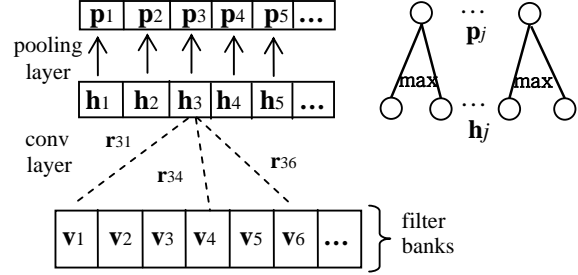 p1 p2 p3 p4 p5 ...
pooling
layer
h1 h2 h3 h4 h5 ...
conv
layer
r31
r34
r36
v1 v2 v3 v4 v5 v6 ...
filter
banks
... pj
max max
... hj